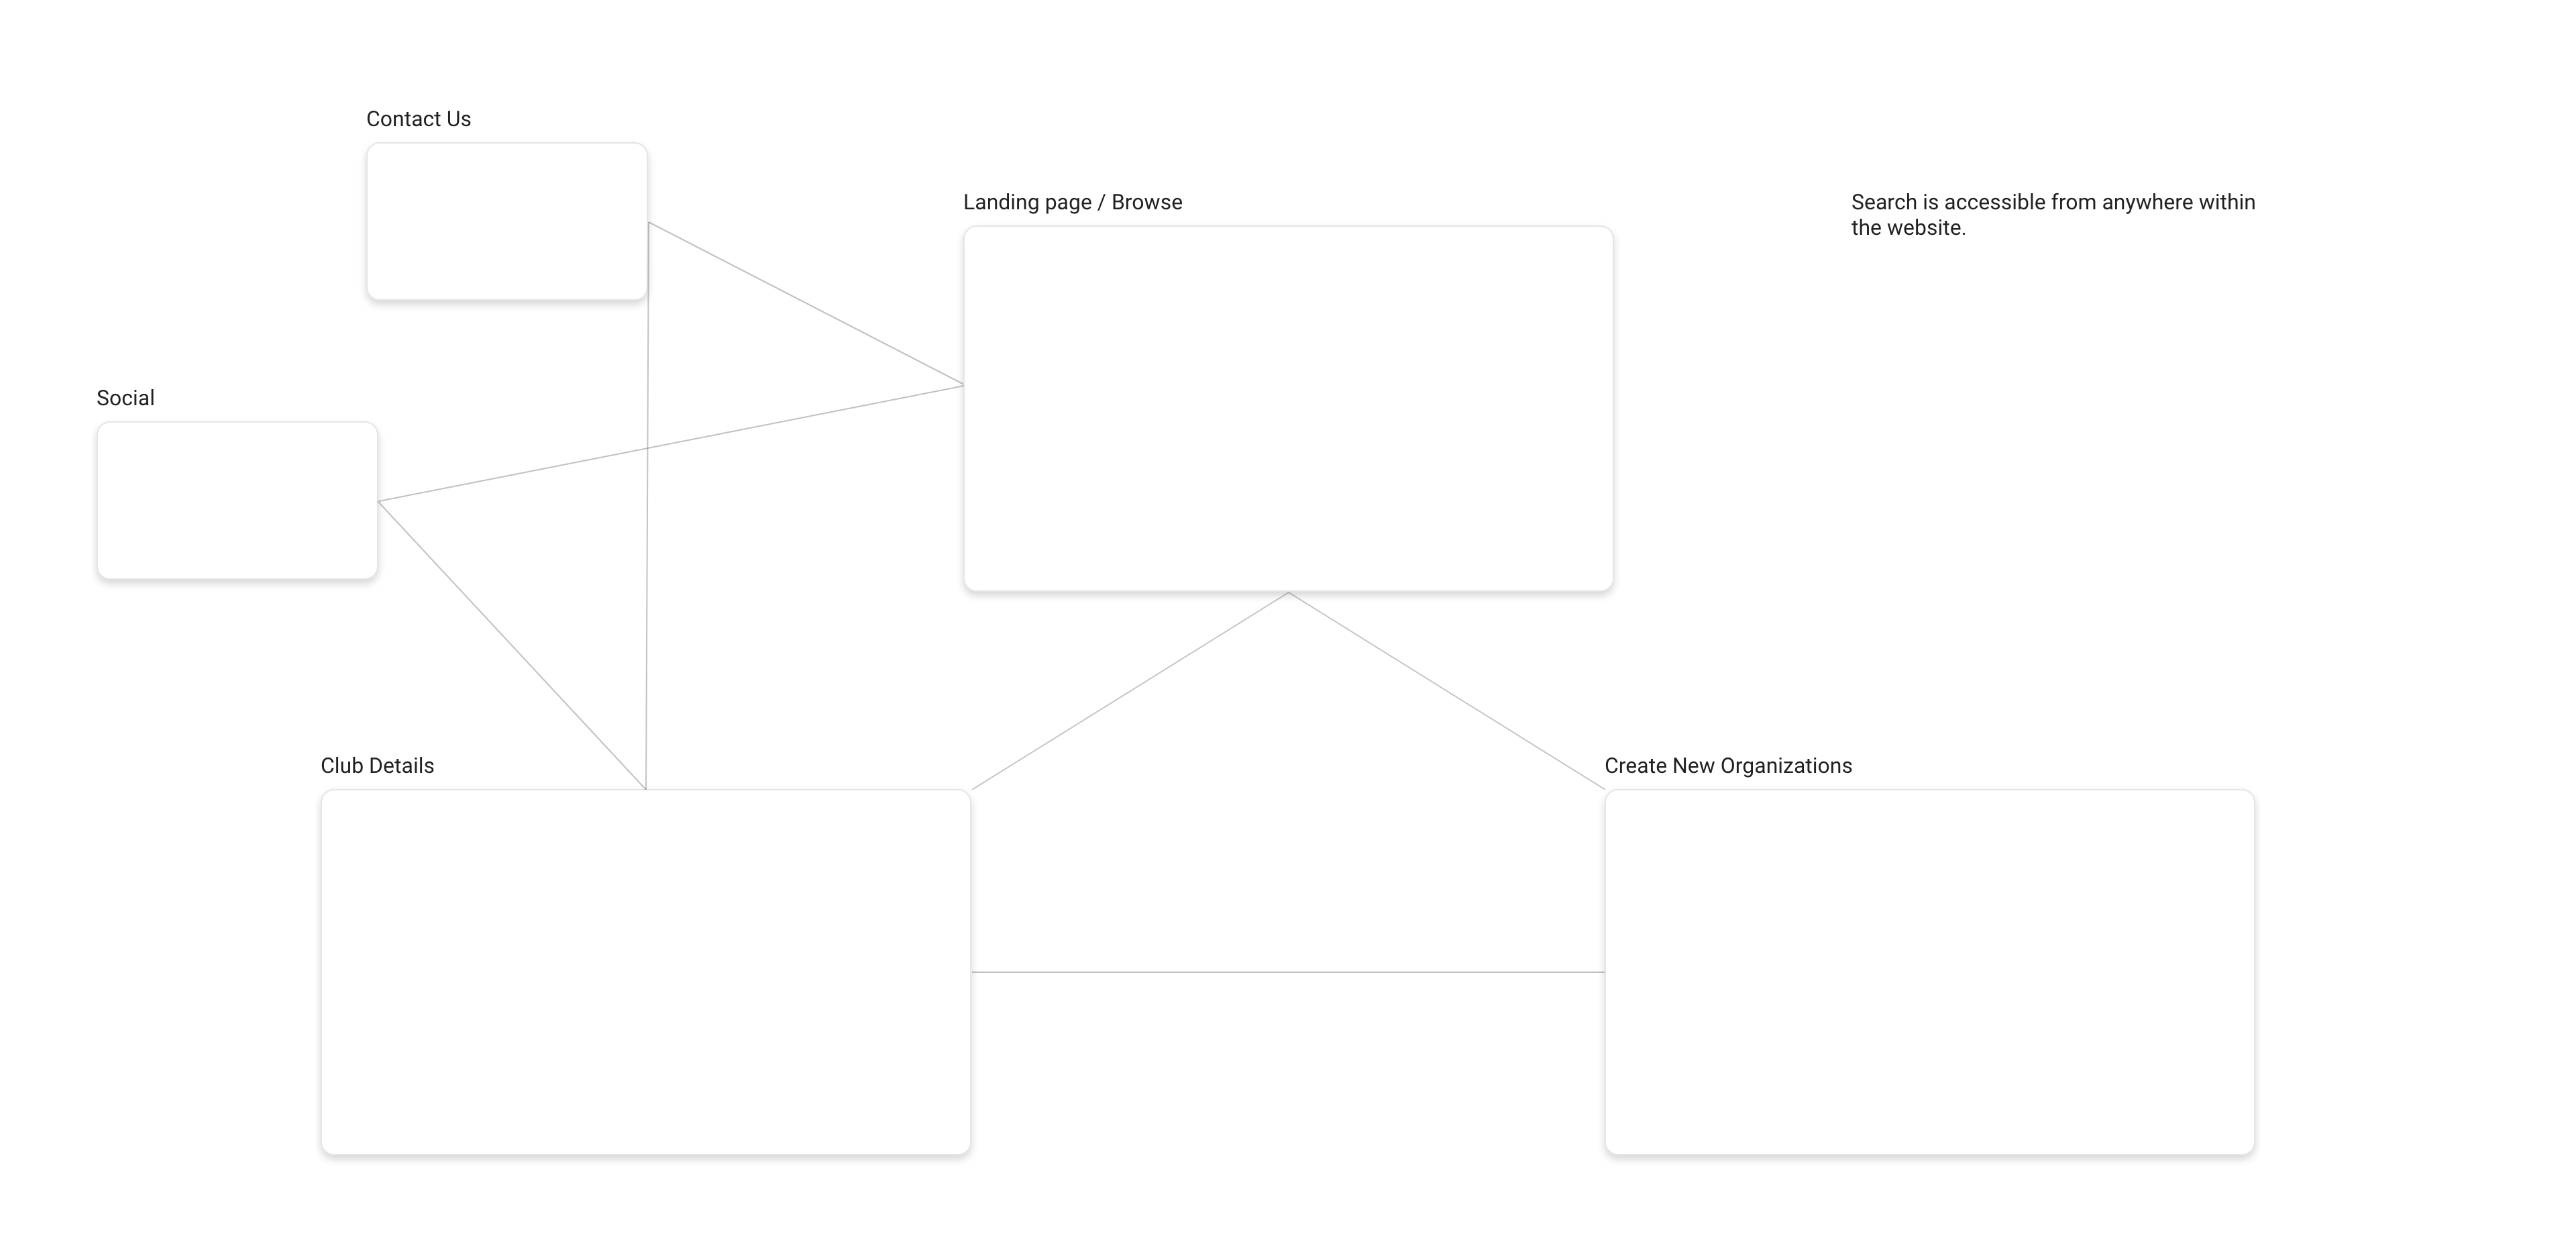 Contact Us
Landing page / Browse
Search is accessible from anywhere within
the website.
Social
Club Details
Create New Organizations